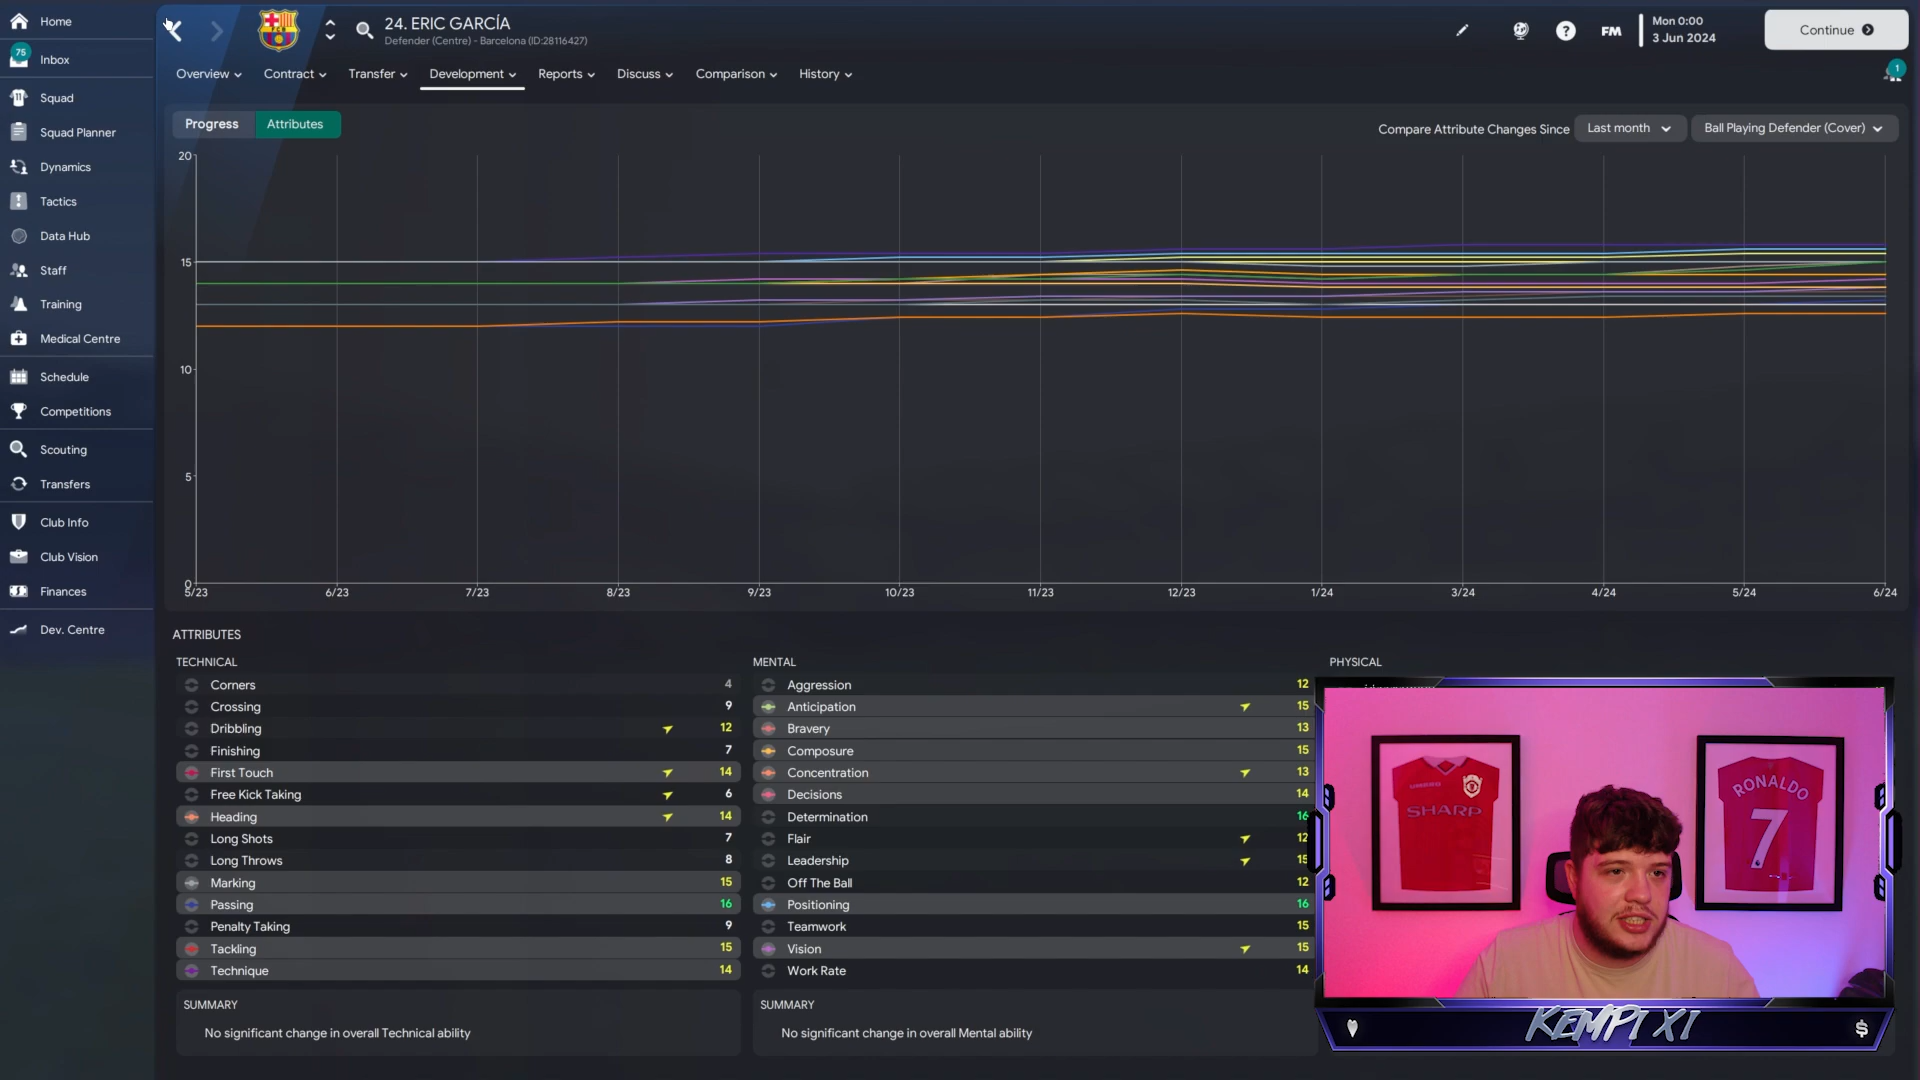 Home
75
Inbox
Squad
Squad Planner
Dynamics
Tactics
Data Hub
Staff
Training
Medical Centre
Schedule
Competitions
Scouting
Transfers
Club Info
Club Vision
Finances
Dev. Centre
24. ERIC GARCÍA
Defender (Centre) - Barcelona (ID:28116427)
FM
Mon 0:00
3 Jun 2024
Continue
Overview
Contract
Transfer
Development
Reports
Discuss
Comparison
History
1
Progress
Attributes
Compare Attribute Changes Since
Last month
Ball Playing Defender (Cover)
20
15
10
5
0
5/23
6/23
7/23
8/23
9/23
10/23
11/23
12/23
1/24
3/24
4/24
5/24
6/24
ATTRIBUTES
TECHNICAL
Corners 4
Crossing 9
Dribbling 12
Finishing 7
First Touch 14
Free Kick Taking 6
Heading 14
Long Shots 7
Long Throws 8
Marking 15
Passing 16
Penalty Taking 9
Tackling 15
Technique 14
SUMMARY
No significant change in overall Technical ability
MENTAL
Aggression 12
Anticipation 15
Bravery 13
Composure 15
Concentration 13
Decisions 14
Determination 16
Flair 12
Leadership 15
Off The Ball 12
Positioning 16
Teamwork 15
Vision 15
Work Rate 14
SUMMARY
No significant change in overall Mental ability
PHYSICAL
SHARP
RONALDO
7
KEMPI XI
$